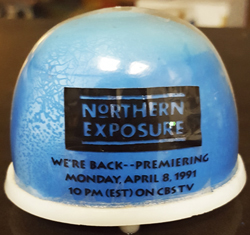 NORTHERN
EXPOSURE
WE'RE BACK--PREMIERING
MONDAY, APRIL 8, 1991
10 PM (EST) ON CBS TV